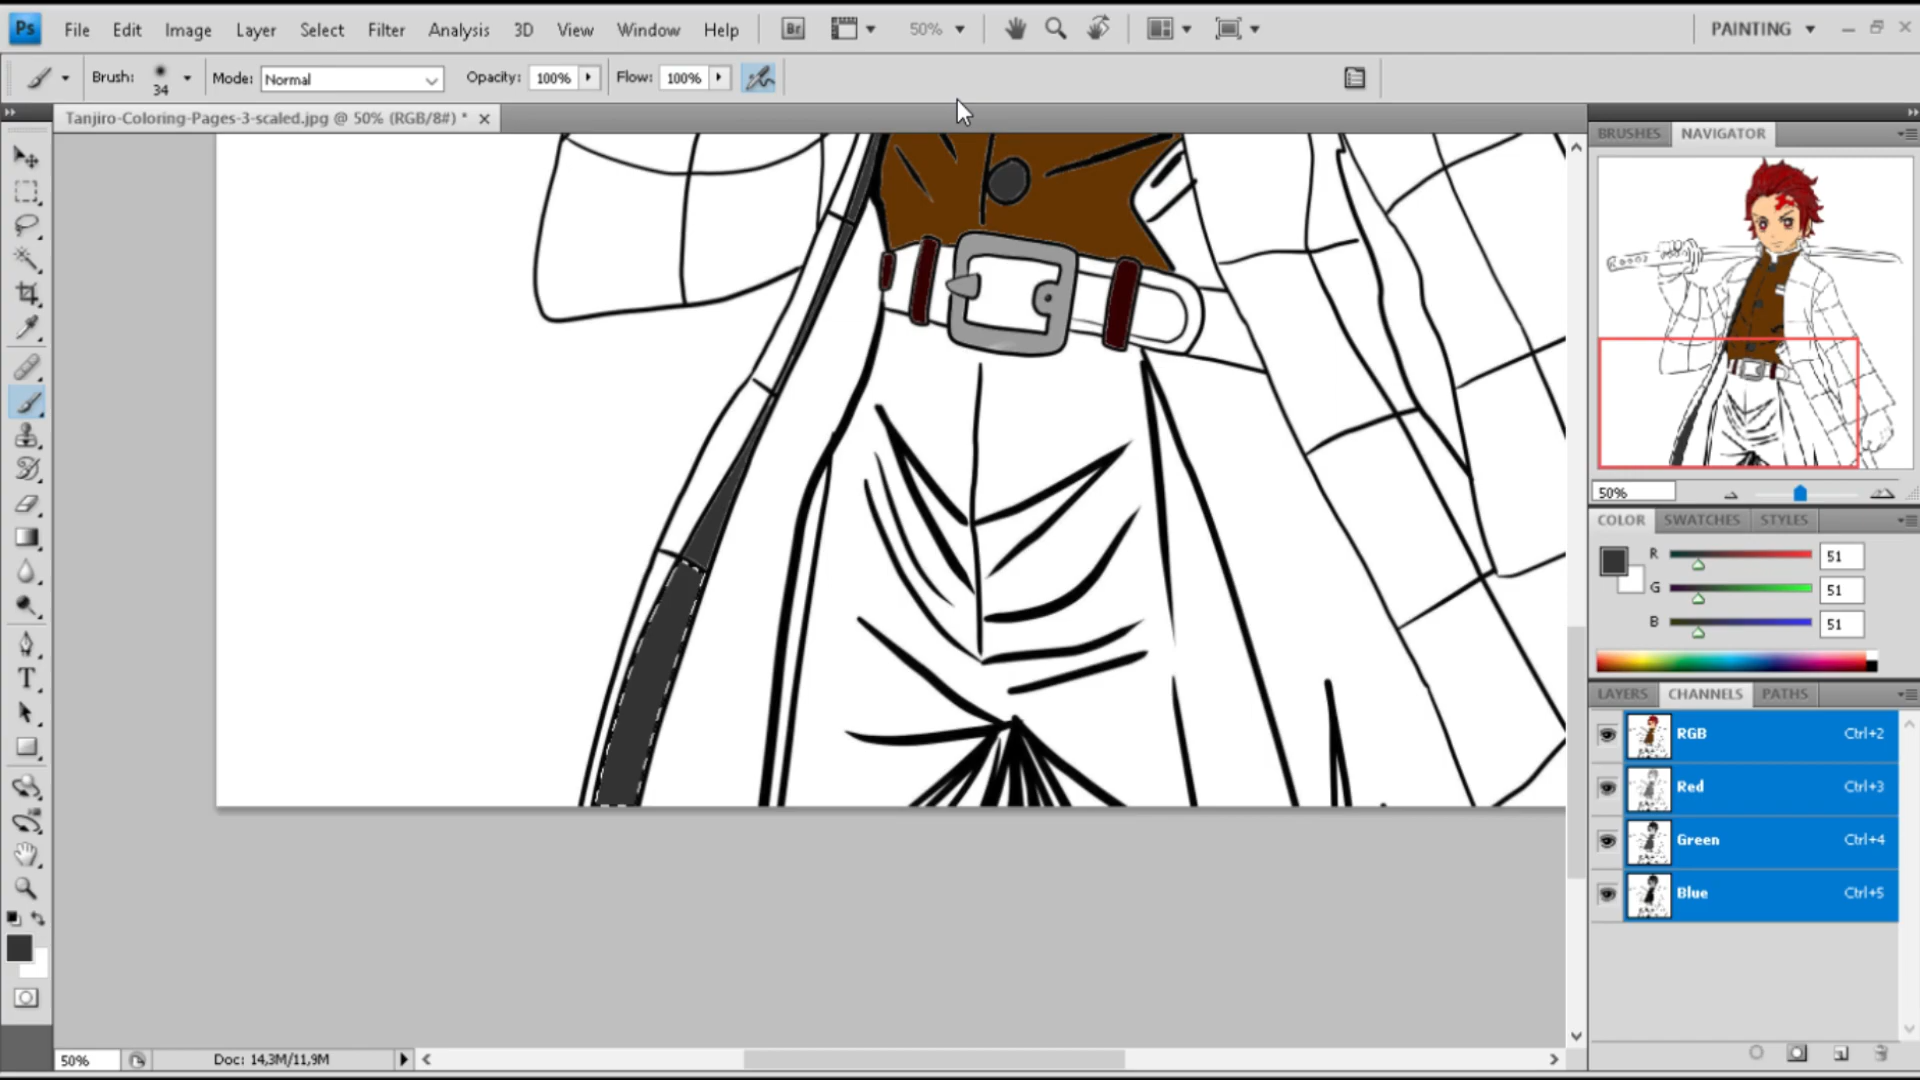 Ps File Edit Image Layer Select Filter Analysis 3D View Window Help Br 50% PAINTING
Brush: 34 Mode: Normal Opacity: 100% Flow: 100%
Tanjiro-Coloring-Pages-3-scaled.jpg @ 50% (RGB/8#) *
BRUSHES NAVIGATOR
50%
COLOR SWATCHES STYLES
R 51
G 51
B 51
LAYERS CHANNELS PATHS
RGB Ctrl+2
Red Ctrl+3
Green Ctrl+4
Blue Ctrl+5
50% Doc: 14,3M/11,9M